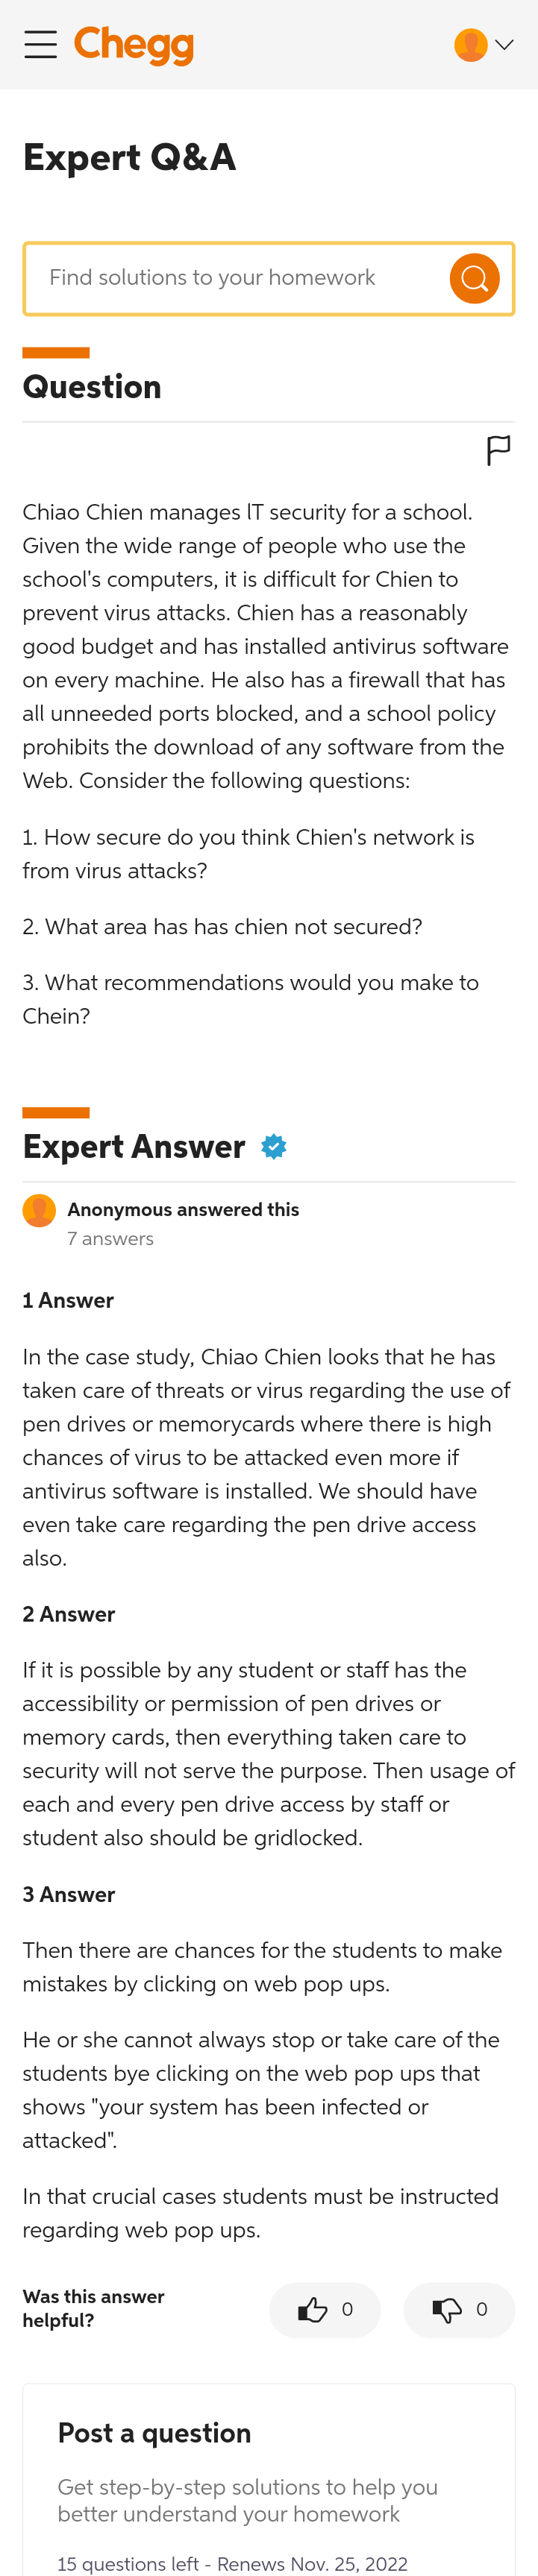 Chegg
Expert Q&A
Find solutions to your homework
Question
Chiao Chien manages IT security for a school.
Given the wide range of people who use the
school's computers, it is difficult for Chien to
prevent virus attacks. Chien has a reasonably
good budget and has installed antivirus software
on every machine. He also has a firewall that has
all unneeded ports blocked, and a school policy
prohibits the download of any software from the
Web. Consider the following questions:
1. How secure do you think Chien's network is
from virus attacks?
2. What area has has chien not secured?
3. What recommendations would you make to
Chein?
Expert Answer
Anonymous answered this
7 answers
1 Answer
In the case study, Chiao Chien looks that he has
taken care of threats or virus regarding the use of
pen drives or memorycards where there is high
chances of virus to be attacked even more if
antivirus software is installed. We should have
even take care regarding the pen drive access
also.
2 Answer
If it is possible by any student or staff has the
accessibility or permission of pen drives or
memory cards, then everything taken care to
security will not serve the purpose. Then usage of
each and every pen drive access by staff or
student also should be gridlocked.
3 Answer
Then there are chances for the students to make
mistakes by clicking on web pop ups.
He or she cannot always stop or take care of the
students bye clicking on the web pop ups that
shows "your system has been infected or
attacked".
In that crucial cases students must be instructed
regarding web pop ups.
Was this answer
helpful?
0
0
Post a question
Get step-by-step solutions to help you
better understand your homework
15 questions left - Renews Nov. 25, 2022